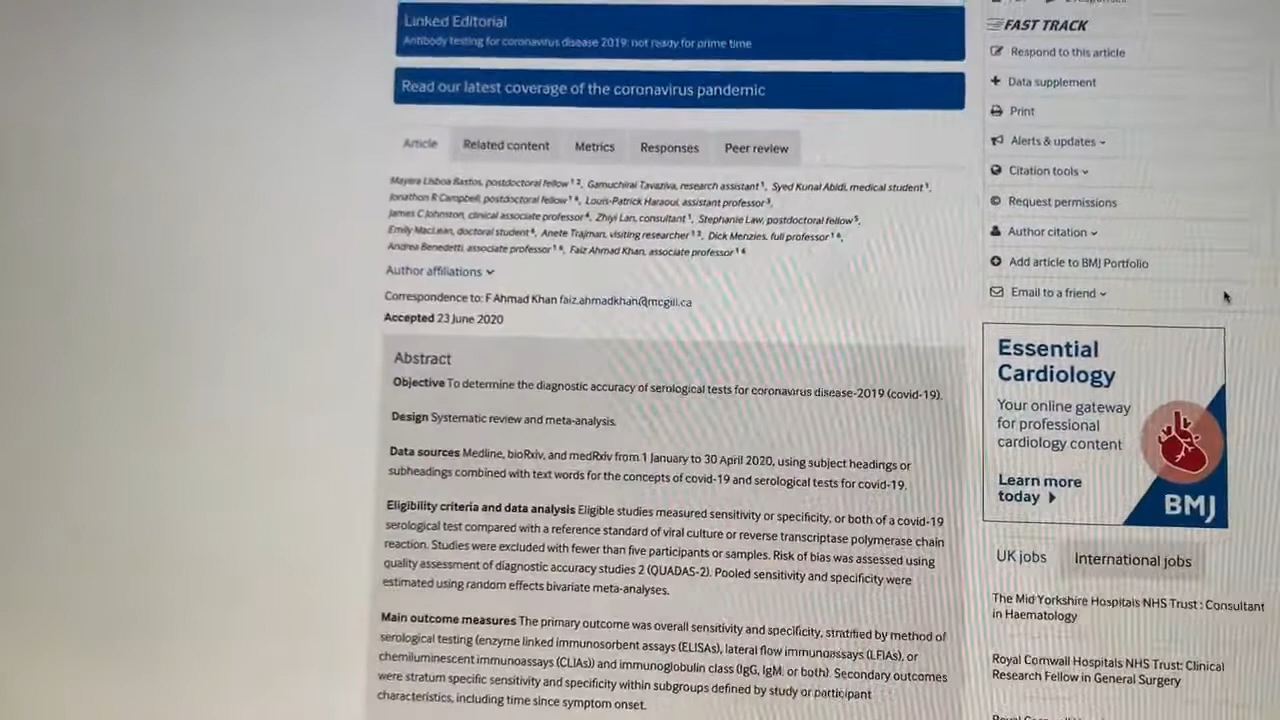 Linked Editorial
Antibody testing for coronavirus disease 2019: not ready for prime time
Read our latest coverage of the coronavirus pandemic
Article
Related content
Metrics
Responses
Peer review
Mayara Lisboa Bastos, postdoctoral fellow 1 2, Gamuchirai Tavaziva, research assistant 1, Syed Kunal Abidi, medical student 1,
Jonathon R Campbell, postdoctoral fellow 1 6, Louis-Patrick Haraoui, assistant professor 3,
James C Johnston, clinical associate professor 4, Zhiyi Lan, consultant 1, Stephanie Law, postdoctoral fellow 5,
Emily MacLean, doctoral student 6, Anete Trajman, visiting researcher 1 2, Dick Menzies, full professor 1 6,
Andrea Benedetti, associate professor 1 6, Faiz Ahmad Khan, associate professor 1 6
Author affiliations
Correspondence to: F Ahmad Khan faiz.ahmadkhan@mcgill.ca
Accepted 23 June 2020
Abstract
Objective To determine the diagnostic accuracy of serological tests for coronavirus disease-2019 (covid-19).
Design Systematic review and meta-analysis.
Data sources Medline, bioRxiv, and medRxiv from 1 January to 30 April 2020, using subject headings or
subheadings combined with text words for the concepts of covid-19 and serological tests for covid-19.
Eligibility criteria and data analysis Eligible studies measured sensitivity or specificity, or both of a covid-19
serological test compared with a reference standard of viral culture or reverse transcriptase polymerase chain
reaction. Studies were excluded with fewer than five participants or samples. Risk of bias was assessed using
quality assessment of diagnostic accuracy studies 2 (QUADAS-2). Pooled sensitivity and specificity were
estimated using random effects bivariate meta-analyses.
Main outcome measures The primary outcome was overall sensitivity and specificity, stratified by method of
serological testing (enzyme linked immunosorbent assays (ELISAs), lateral flow immunoassays (LFIAs), or
chemiluminescent immunoassays (CLIAs)) and immunoglobulin class (IgG, IgM, or both). Secondary outcomes
were stratum specific sensitivity and specificity within subgroups defined by study or participant
characteristics, including time since symptom onset.
FAST TRACK
Respond to this article
Data supplement
Print
Alerts & updates
Citation tools
Request permissions
Author citation
Add article to BMJ Portfolio
Email to a friend
Essential
Cardiology
Your online gateway
for professional
cardiology content
Learn more
today
BMJ
UK jobs
International jobs
The Mid Yorkshire Hospitals NHS Trust: Consultant
in Haematology
Royal Cornwall Hospitals NHS Trust: Clinical
Research Fellow in General Surgery